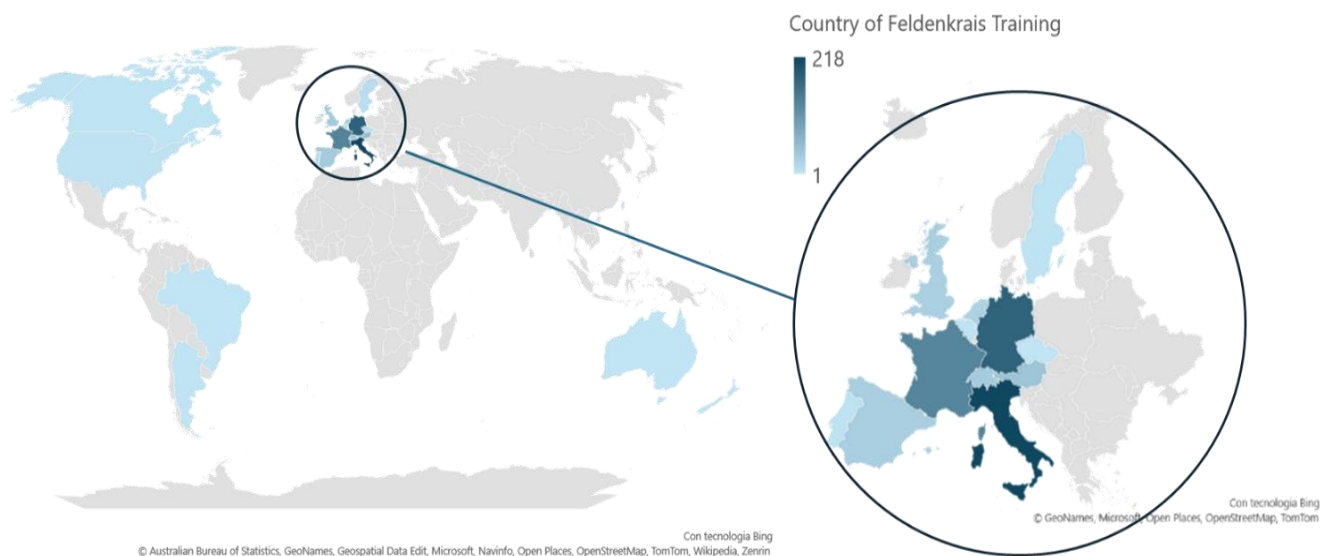 Country of Feldenkrais Training
218
1
Con tecnologia Bing
© GeoNames, Microsoft, Open Places, OpenStreetMap, TomTom
Con tecnologia Bing
© Australian Bureau of Statistics, GeoNames, Geospatial Data Edit, Microsoft, Navinfo, Open Places, OpenStreetMap, TomTom, Wikipedia, Zenrin